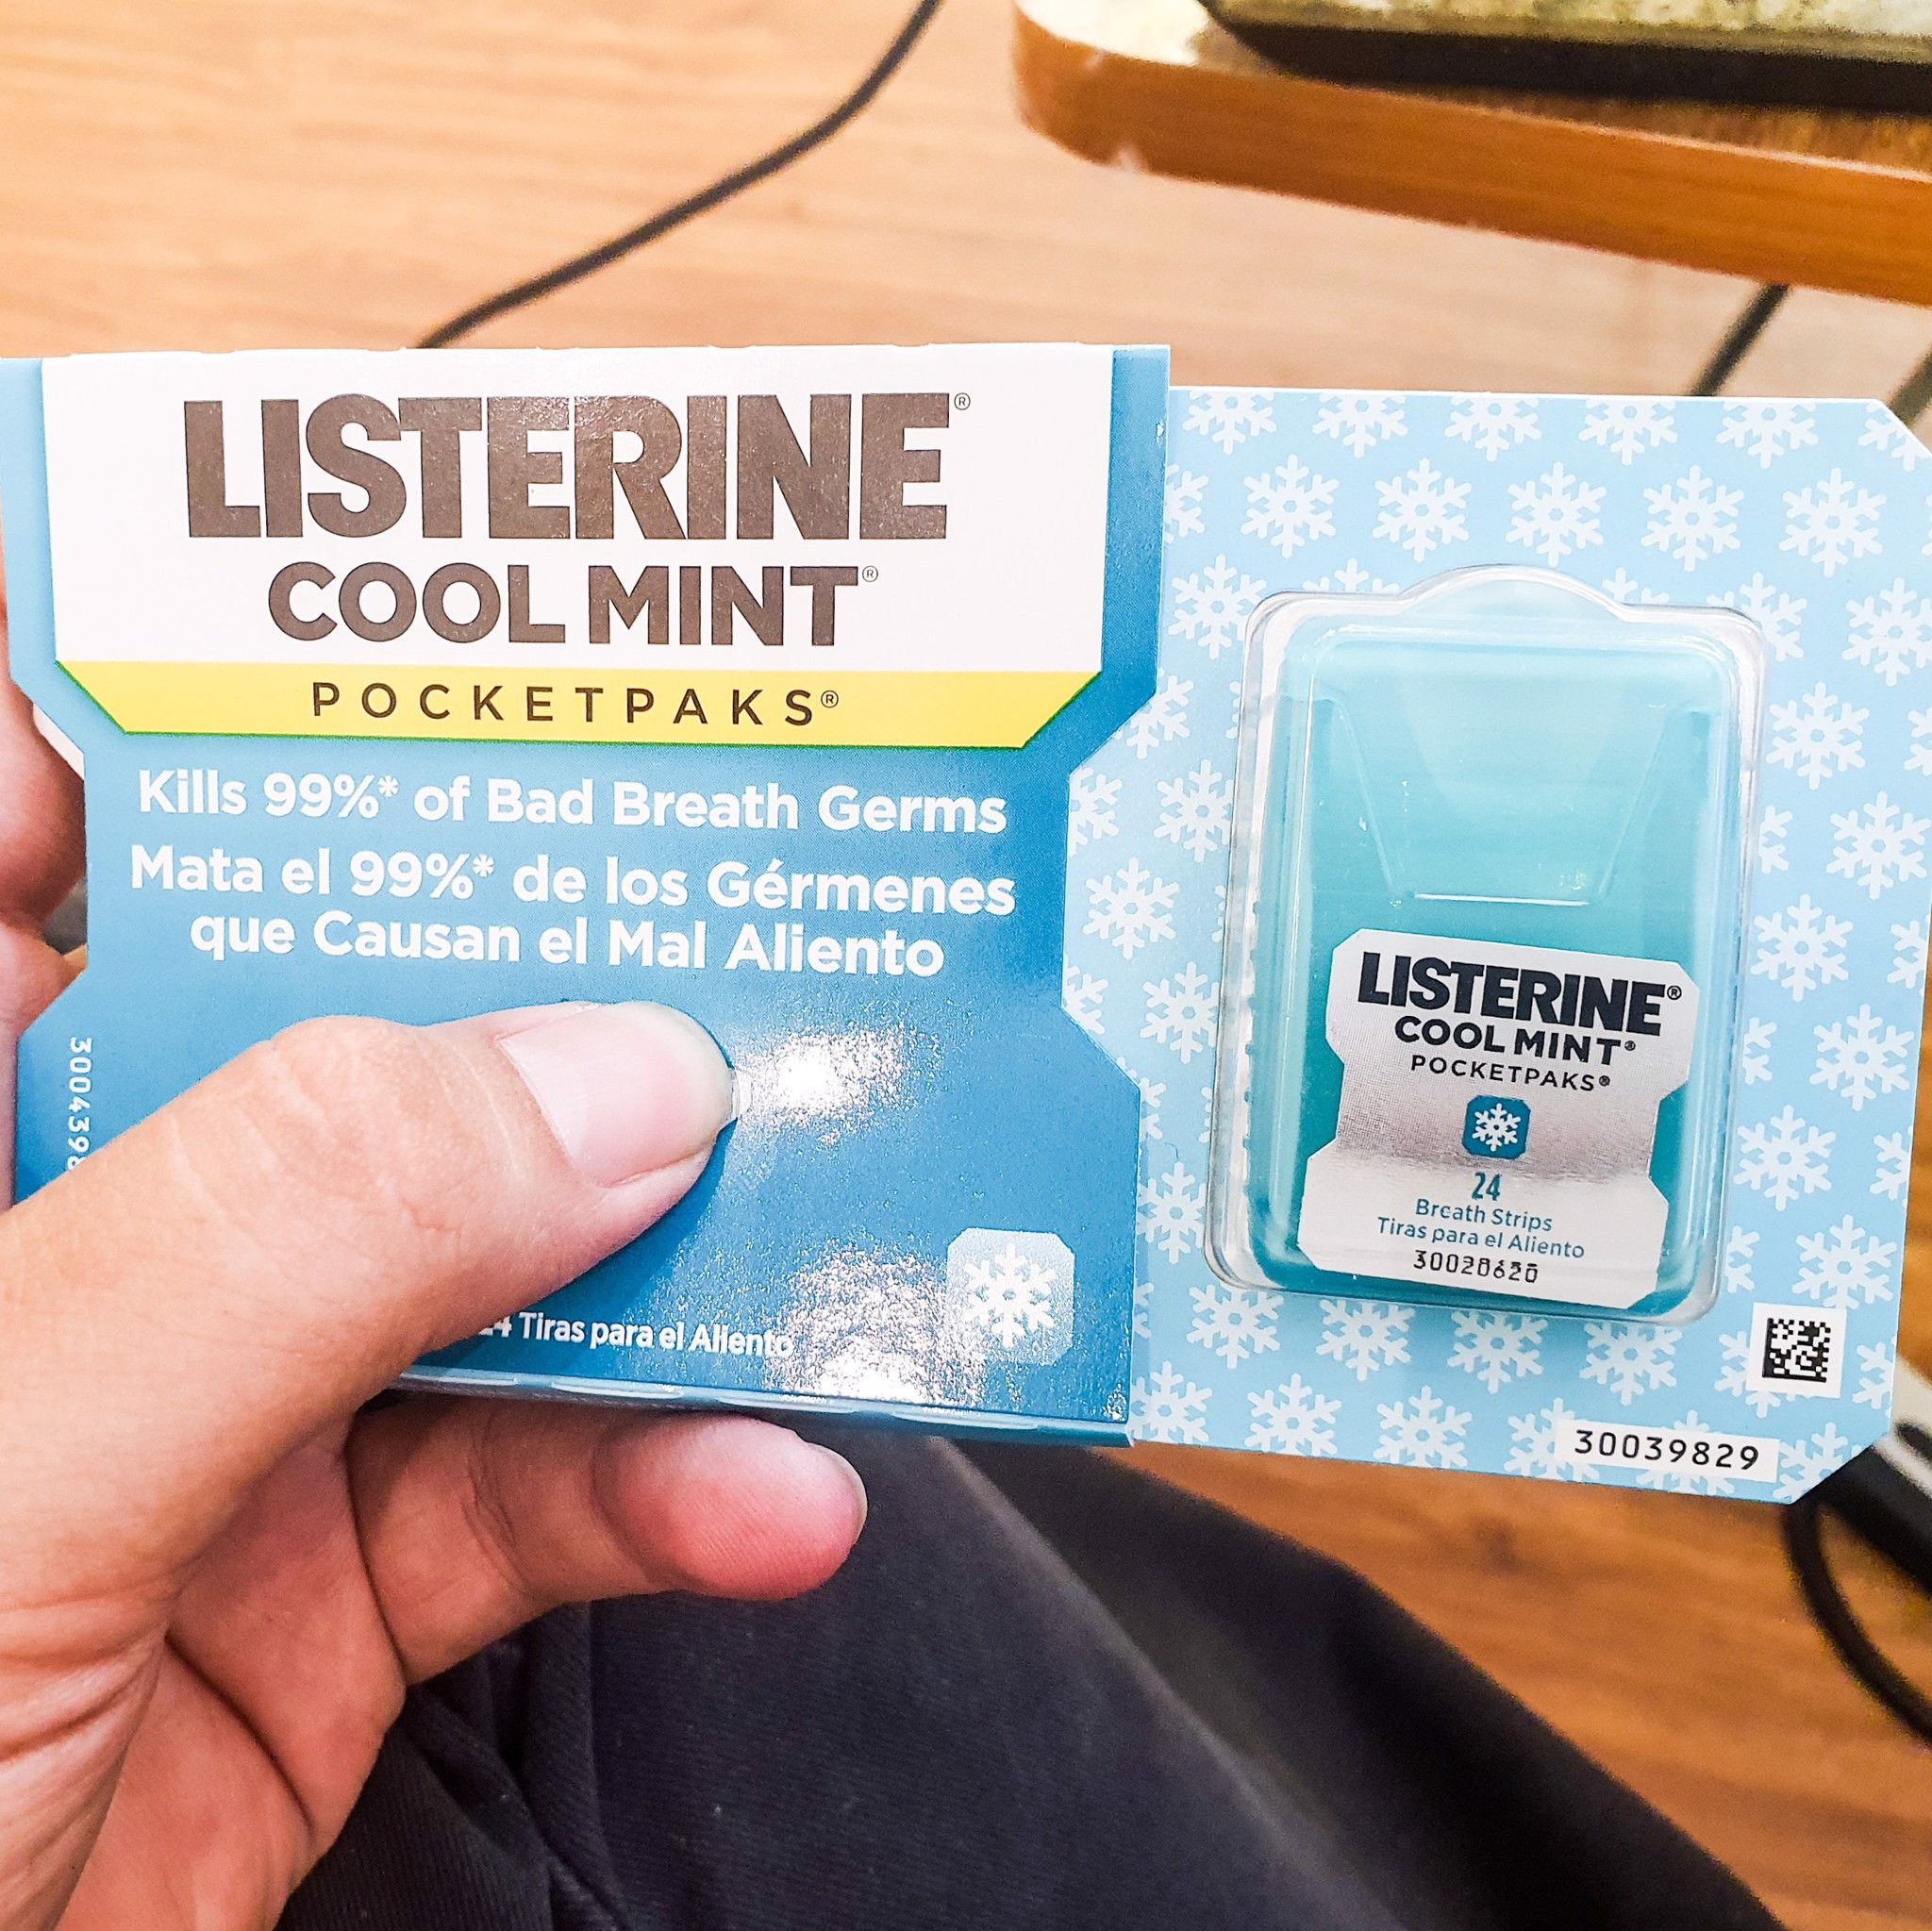 LISTERINE®
COOL MINT®
POCKETPAKS®
Kills 99%* of Bad Breath Germs
Mata el 99%* de los Gérmenes
que Causan el Mal Aliento
Tiras para el Aliento
LISTERINE®
COOL MINT®
POCKETPAKS®
24
Breath Strips
Tiras para el Aliento
30028620
30039829